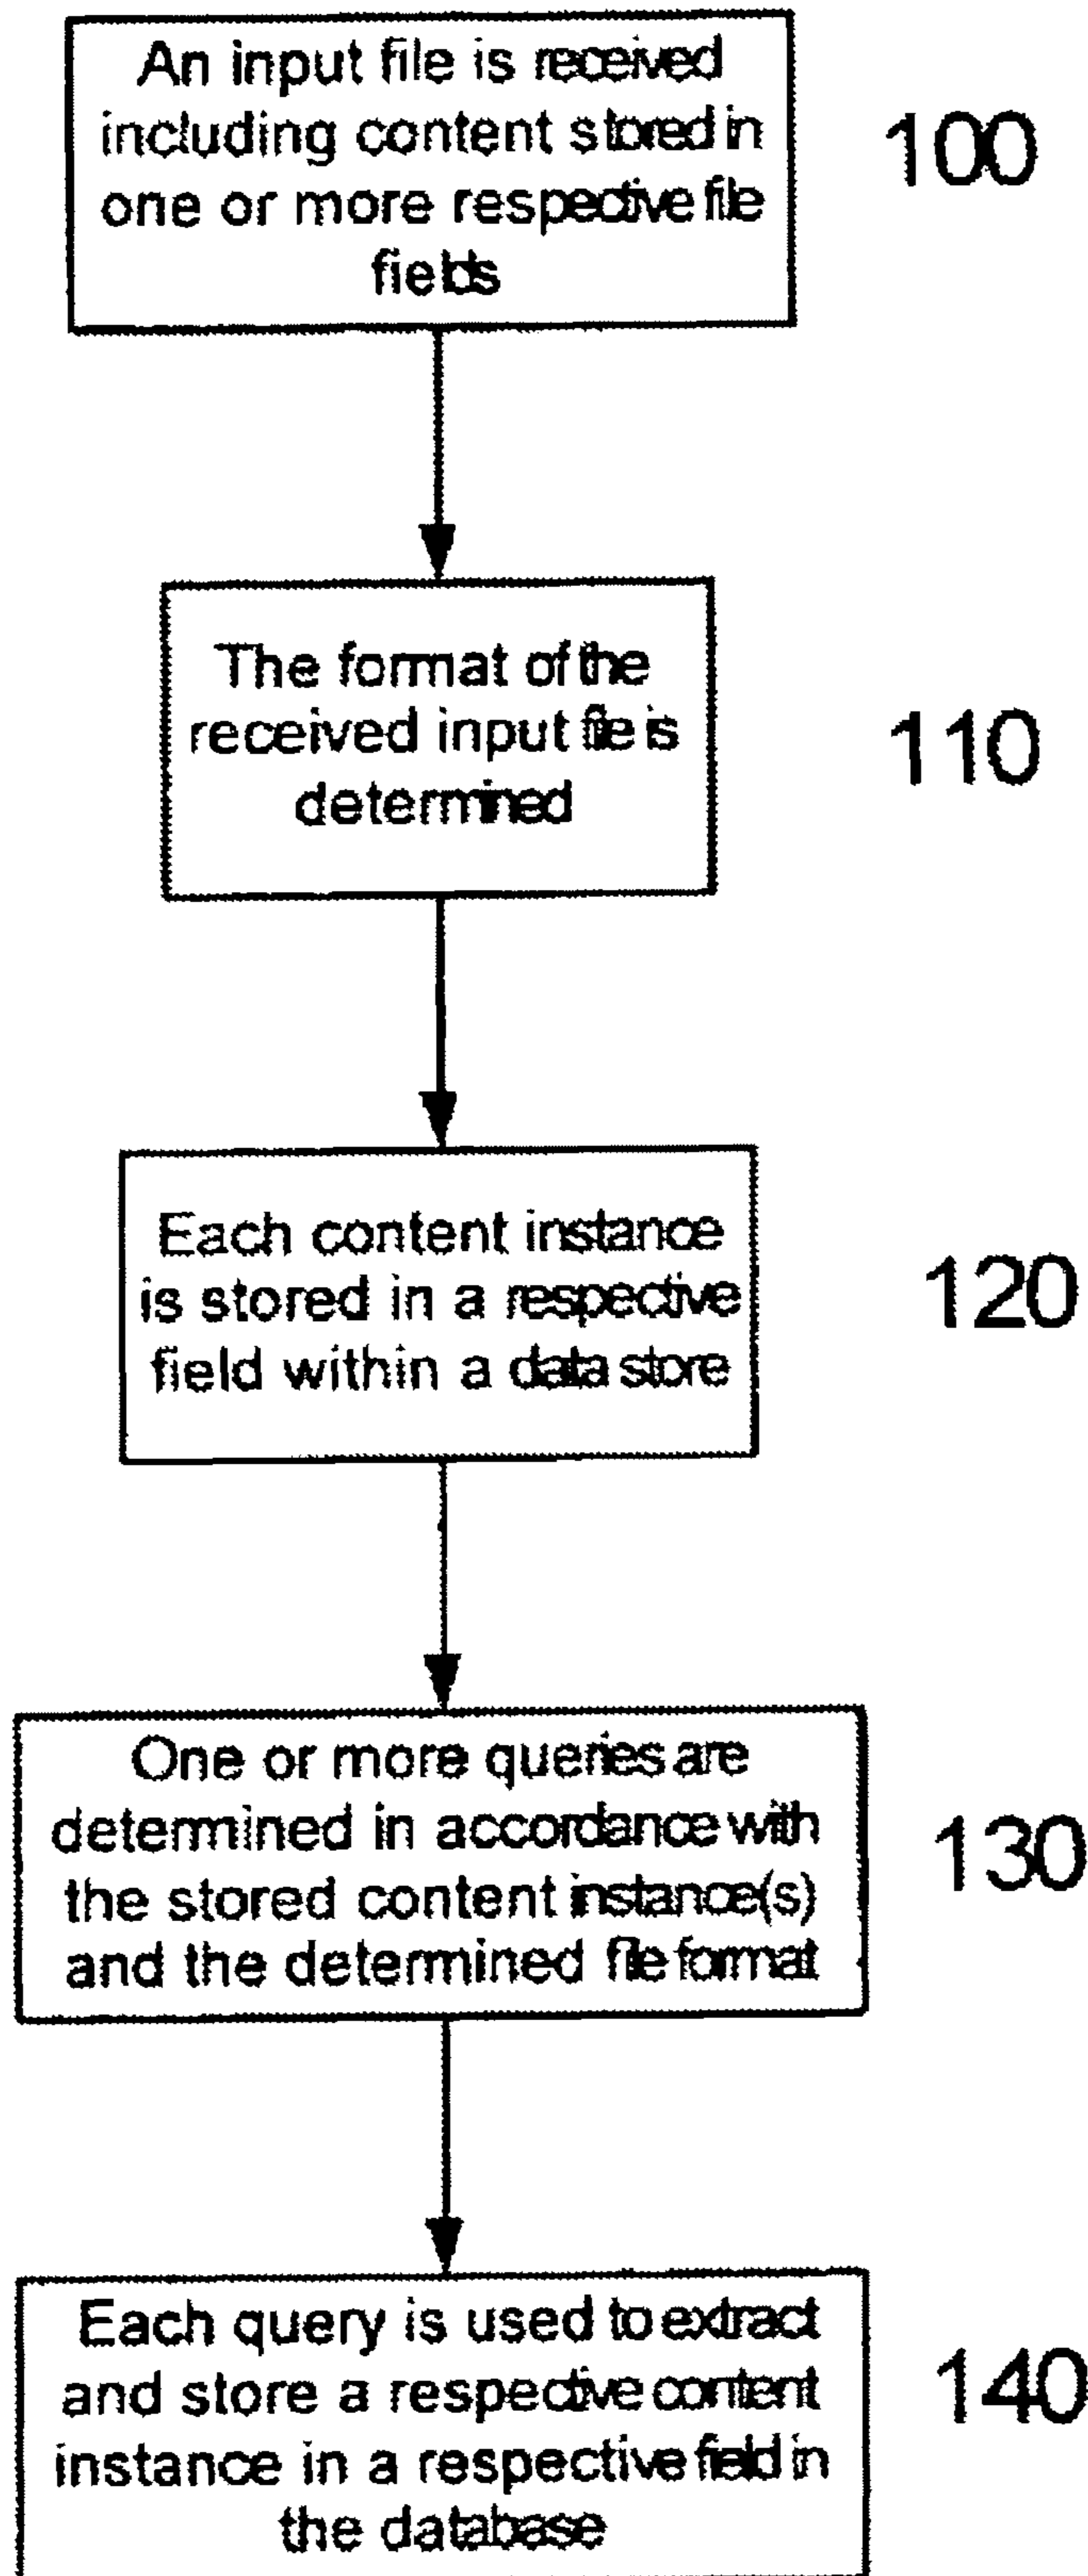 An input file is received
including content stored in
one or more respective file
fields
100
The format of the
received input file is
determined
110
Each content instance
is stored in a respective
field within a data store
120
One or more queries are
determined in accordance with
the stored content instance(s)
and the determined file format
130
Each query is used to extract
and store a respective content
instance in a respective field in
the database
140